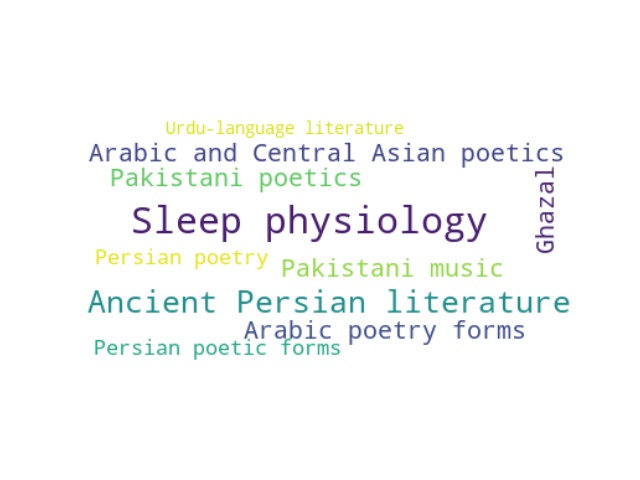 Urdu-language literature
Arabic and Central Asian poetics
Pakistani poetics
Ghazal
Sleep physiology
Persian poetry
Pakistani music
Ancient Persian literature
Arabic poetry forms
Persian poetic forms